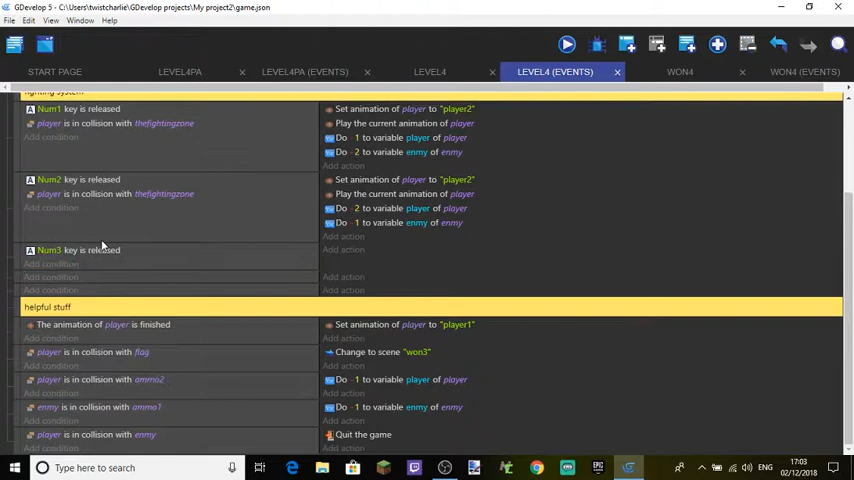 GDevelop 5 - C:\Users\twistcharlie\GDevelop projects\My project2\game.json
File Edit View Window Help
START PAGE LEVEL4PA LEVEL4PA (EVENTS) LEVEL4 LEVEL4 (EVENTS) WON4 WON4 (EVENTS)
fighting system
Num1 key is released Set animation of player to "player2"
player is in collision with thefightingzone Play the current animation of player
Add condition Do -1 to variable player of player
Do -2 to variable enmy of enmy
Add action
Num2 key is released Set animation of player to "player2"
player is in collision with thefightingzone Play the current animation of player
Add condition Do -2 to variable player of player
Do -1 to variable enmy of enmy
Add action
Num3 key is released Add action
Add condition
Add condition Add action
Add condition Add action
helpful stuff
The animation of player is finished Set animation of player to "player1"
Add condition Add action
player is in collision with flag Change to scene "won3"
Add condition Add action
player is in collision with ammo2 Do -1 to variable player of player
Add condition Add action
enmy is in collision with ammo1 Do -1 to variable enmy of enmy
Add condition Add action
player is in collision with enmy Quit the game
Add condition Add action
Type here to search
ENG
17:03
02/12/2018